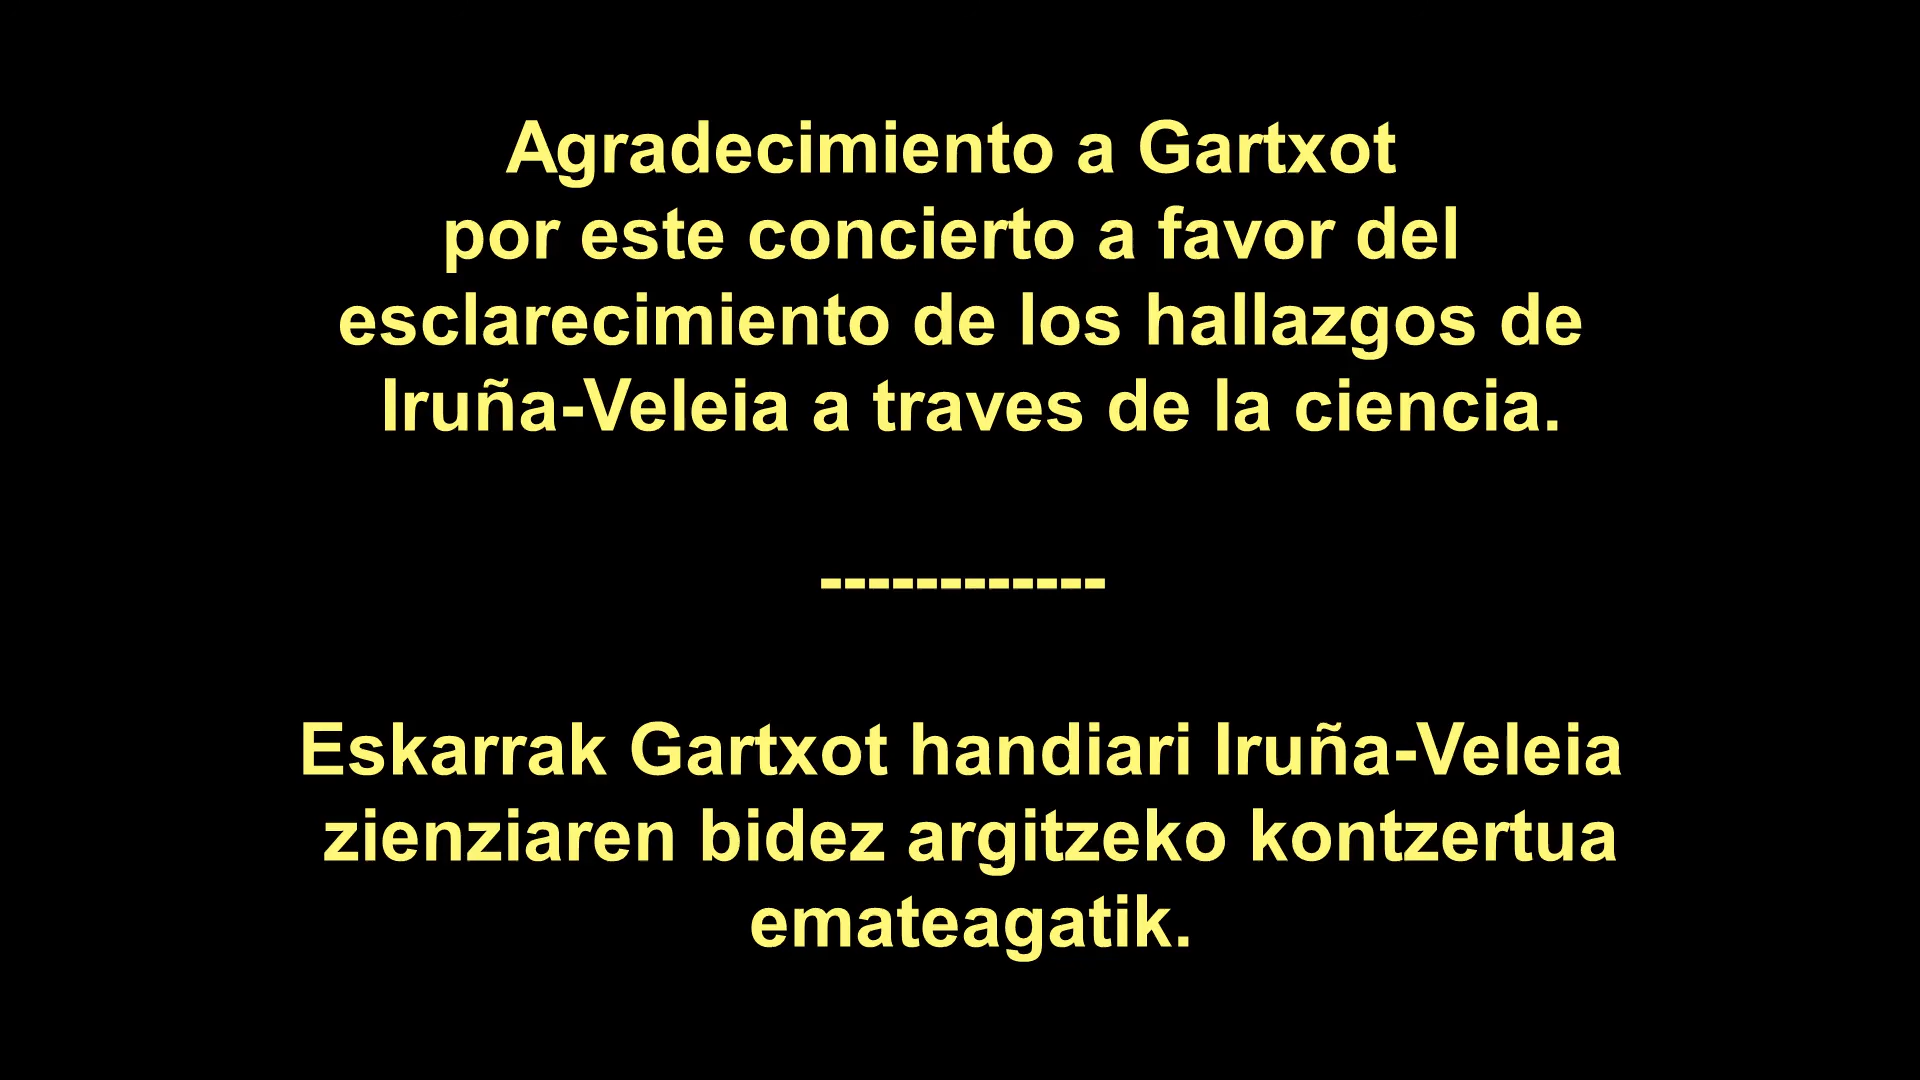 Agradecimiento a Gartxot
por este concierto a favor del
esclarecimiento de los hallazgos de
Iruña-Veleia a traves de la ciencia.
------------
Eskarrak Gartxot handiari Iruña-Veleia
zienziaren bidez argitzeko kontzertua
emateagatik.